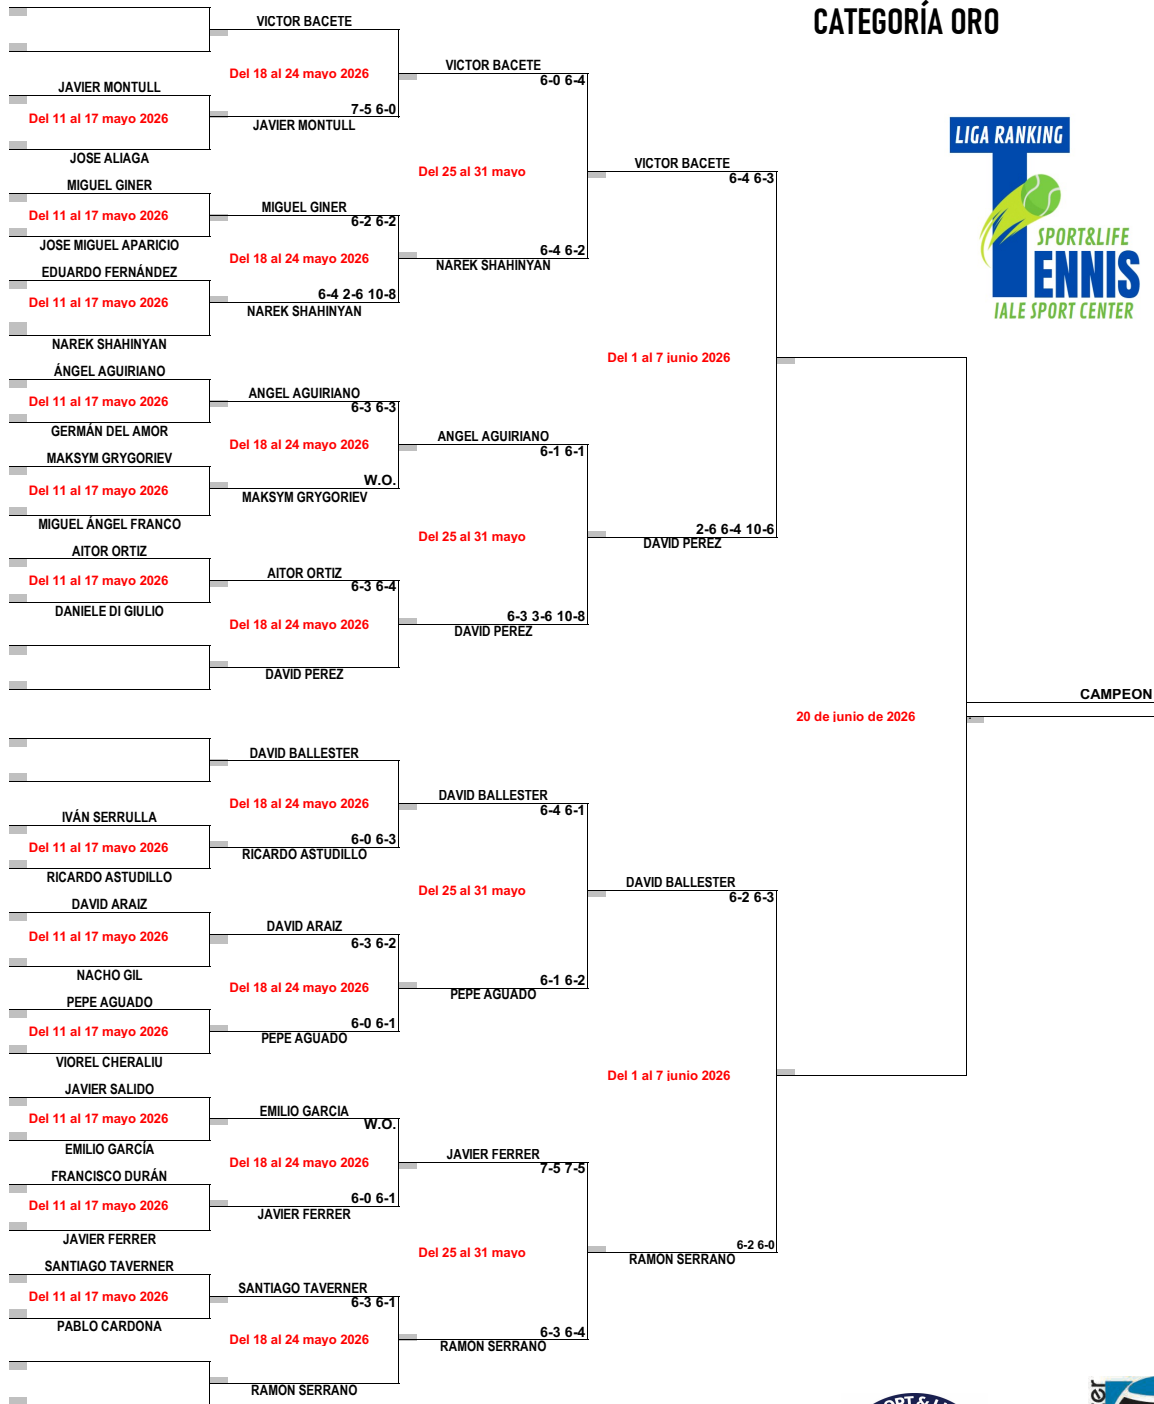 CATEGORÍA ORO
VICTOR BACETE
Del 18 al 24 mayo 2026
VICTOR BACETE
6-0 6-4
JAVIER MONTULL
Del 11 al 17 mayo 2026
7-5 6-0
JAVIER MONTULL
LIGA RANKING
JOSE ALIAGA
Del 25 al 31 mayo
VICTOR BACETE
6-4 6-3
MIGUEL GINER
Del 11 al 17 mayo 2026
MIGUEL GINER
6-2 6-2
SPORT&LIFE
TENNIS
IALE SPORT CENTER
JOSE MIGUEL APARICIO
Del 18 al 24 mayo 2026
6-4 6-2
NAREK SHAHINYAN
EDUARDO FERNÁNDEZ
Del 11 al 17 mayo 2026
6-4 2-6 10-8
NAREK SHAHINYAN
NAREK SHAHINYAN
Del 1 al 7 junio 2026
ÁNGEL AGUIRIANO
Del 11 al 17 mayo 2026
ANGEL AGUIRIANO
6-3 6-3
GERMÁN DEL AMOR
Del 18 al 24 mayo 2026
ANGEL AGUIRIANO
6-1 6-1
MAKSYM GRYGORIEV
Del 11 al 17 mayo 2026
W.O.
MAKSYM GRYGORIEV
MIGUEL ÁNGEL FRANCO
Del 25 al 31 mayo
2-6 6-4 10-6
DAVID PEREZ
AITOR ORTIZ
Del 11 al 17 mayo 2026
AITOR ORTIZ
6-3 6-4
DANIELE DI GIULIO
Del 18 al 24 mayo 2026
6-3 3-6 10-8
DAVID PEREZ
DAVID PEREZ
CAMPEON
20 de junio de 2026
DAVID BALLESTER
Del 18 al 24 mayo 2026
DAVID BALLESTER
6-4 6-1
IVÁN SERRULLA
Del 11 al 17 mayo 2026
6-0 6-3
RICARDO ASTUDILLO
RICARDO ASTUDILLO
Del 25 al 31 mayo
DAVID BALLESTER
6-2 6-3
DAVID ARAIZ
Del 11 al 17 mayo 2026
DAVID ARAIZ
6-3 6-2
NACHO GIL
Del 18 al 24 mayo 2026
6-1 6-2
PEPE AGUADO
PEPE AGUADO
Del 11 al 17 mayo 2026
6-0 6-1
PEPE AGUADO
VIOREL CHERALIU
Del 1 al 7 junio 2026
JAVIER SALIDO
Del 11 al 17 mayo 2026
EMILIO GARCIA
W.O.
EMILIO GARCÍA
Del 18 al 24 mayo 2026
JAVIER FERRER
7-5 7-5
FRANCISCO DURÁN
Del 11 al 17 mayo 2026
6-0 6-1
JAVIER FERRER
JAVIER FERRER
Del 25 al 31 mayo
6-2 6-0
RAMON SERRANO
SANTIAGO TAVERNER
Del 11 al 17 mayo 2026
SANTIAGO TAVERNER
6-3 6-1
PABLO CARDONA
Del 18 al 24 mayo 2026
6-3 6-4
RAMON SERRANO
RAMON SERRANO